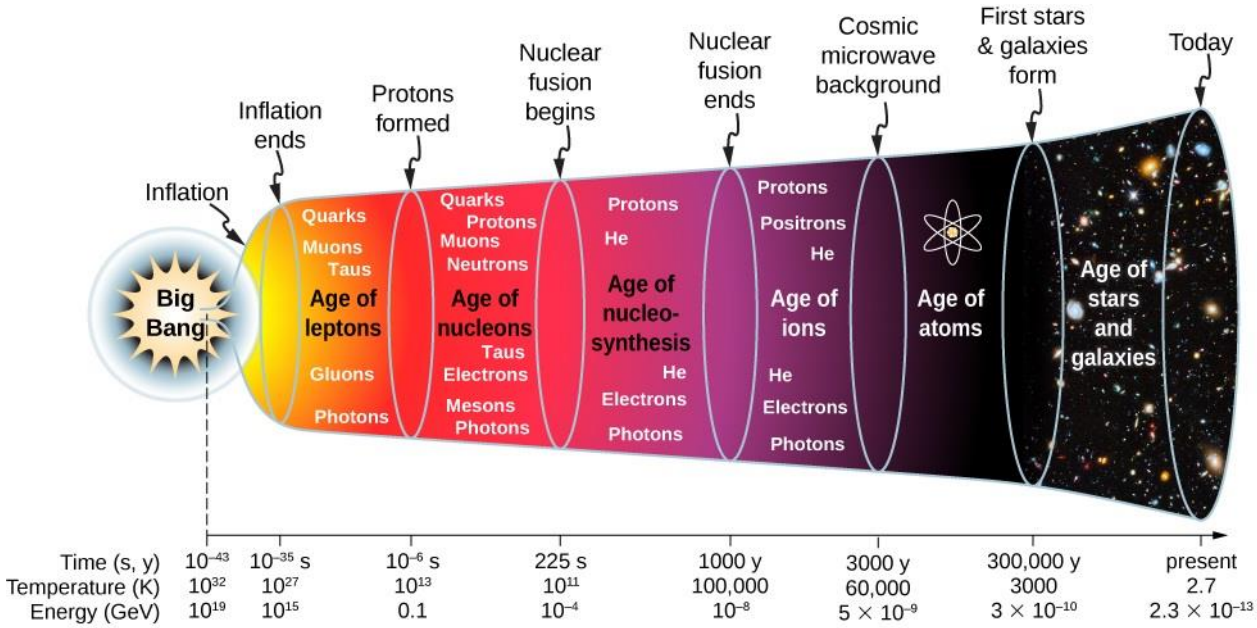 Inflation
Inflation
ends
Protons
formed
Nuclear
fusion
begins
Nuclear
fusion
ends
Cosmic
microwave
background
First stars
& galaxies
form
Today
Big
Bang
Quarks
Muons
Taus
Age of
leptons
Gluons
Photons
Quarks
Protons
Muons
Neutrons
Age of
nucleons
Taus
Electrons
Mesons
Photons
Protons
He
Age of
nucleo-
synthesis
He
Electrons
Photons
Protons
Positrons
He
Age of
ions
He
Electrons
Photons
Age of
atoms
Age of
stars
and
galaxies
Time (s, y) 10⁻⁴³ 10⁻³⁵ s 10⁻⁶ s 225 s 1000 y 3000 y 300,000 y present
Temperature (K) 10³² 10²⁷ 10¹³ 10¹¹ 100,000 60,000 3000 2.7
Energy (GeV) 10¹⁹ 10¹⁵ 0.1 10⁻⁴ 10⁻⁸ 5 × 10⁻⁹ 3 × 10⁻¹⁰ 2.3 × 10⁻¹³